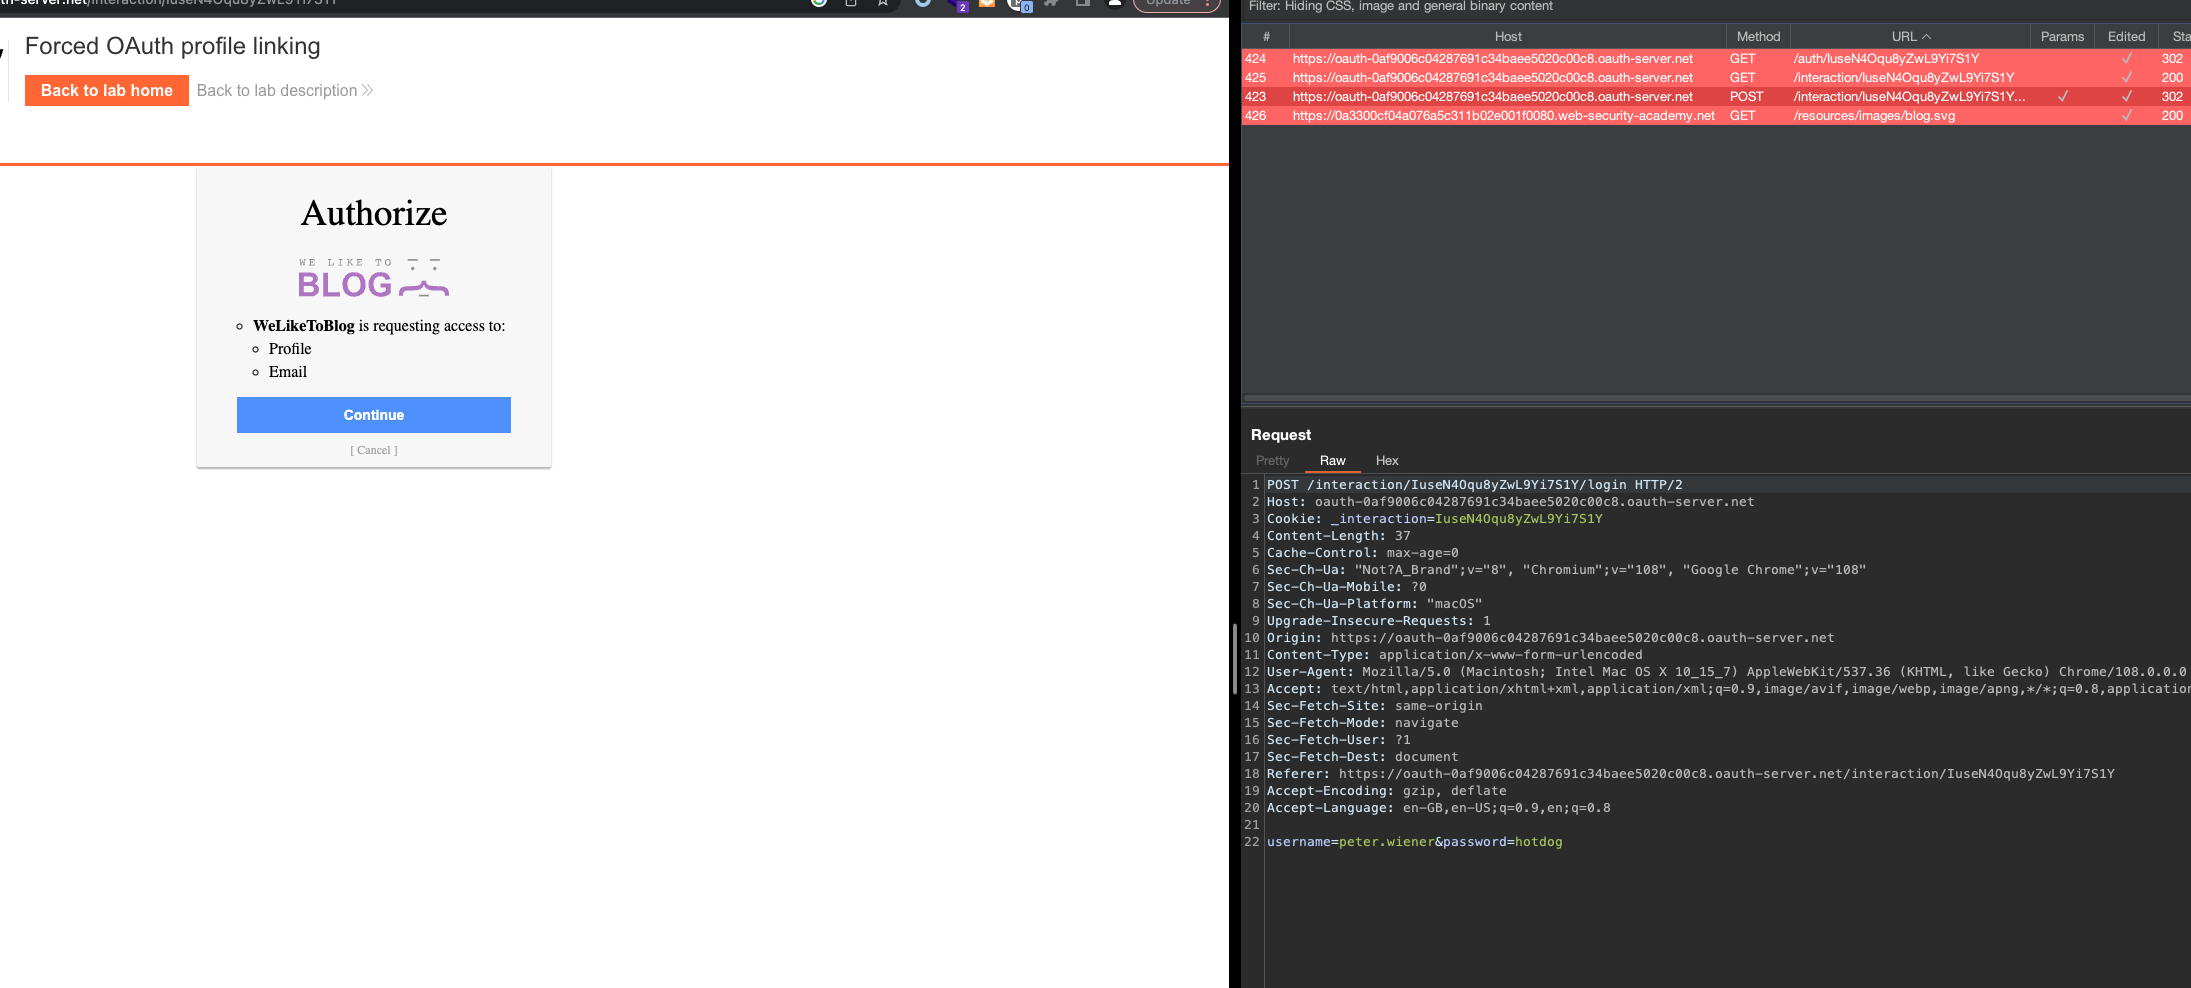 Forced OAuth profile linking
Back to lab home Back to lab description
Authorize
WE LIKE TO
BLOG
WeLikeToBlog is requesting access to:
Profile
Email
Continue
[ Cancel ]
Filter: Hiding CSS, image and general binary content
# Host Method URL Params Edited Sta
424 https://oauth-0af9006c04287691c34baee5020c00c8.oauth-server.net GET /auth/IuseN4Oqu8yZwL9Yi7S1Y ✓ 302
425 https://oauth-0af9006c04287691c34baee5020c00c8.oauth-server.net GET /interaction/IuseN4Oqu8yZwL9Yi7S1Y ✓ 200
423 https://oauth-0af9006c04287691c34baee5020c00c8.oauth-server.net POST /interaction/IuseN4Oqu8yZwL9Yi7S1Y... ✓ ✓ 302
426 https://0a3300cf04a076a5c311b02e001f0080.web-security-academy.net GET /resources/images/blog.svg ✓ 200
Request
Pretty Raw Hex
1 POST /interaction/IuseN4Oqu8yZwL9Yi7S1Y/login HTTP/2
2 Host: oauth-0af9006c04287691c34baee5020c00c8.oauth-server.net
3 Cookie: _interaction=IuseN4Oqu8yZwL9Yi7S1Y
4 Content-Length: 37
5 Cache-Control: max-age=0
6 Sec-Ch-Ua: "Not?A_Brand";v="8", "Chromium";v="108", "Google Chrome";v="108"
7 Sec-Ch-Ua-Mobile: ?0
8 Sec-Ch-Ua-Platform: "macOS"
9 Upgrade-Insecure-Requests: 1
10 Origin: https://oauth-0af9006c04287691c34baee5020c00c8.oauth-server.net
11 Content-Type: application/x-www-form-urlencoded
12 User-Agent: Mozilla/5.0 (Macintosh; Intel Mac OS X 10_15_7) AppleWebKit/537.36 (KHTML, like Gecko) Chrome/108.0.0.0
13 Accept: text/html,application/xhtml+xml,application/xml;q=0.9,image/avif,image/webp,image/apng,*/*;q=0.8,application
14 Sec-Fetch-Site: same-origin
15 Sec-Fetch-Mode: navigate
16 Sec-Fetch-User: ?1
17 Sec-Fetch-Dest: document
18 Referer: https://oauth-0af9006c04287691c34baee5020c00c8.oauth-server.net/interaction/IuseN4Oqu8yZwL9Yi7S1Y
19 Accept-Encoding: gzip, deflate
20 Accept-Language: en-GB,en-US;q=0.9,en;q=0.8
21
22 username=peter.wiener&password=hotdog